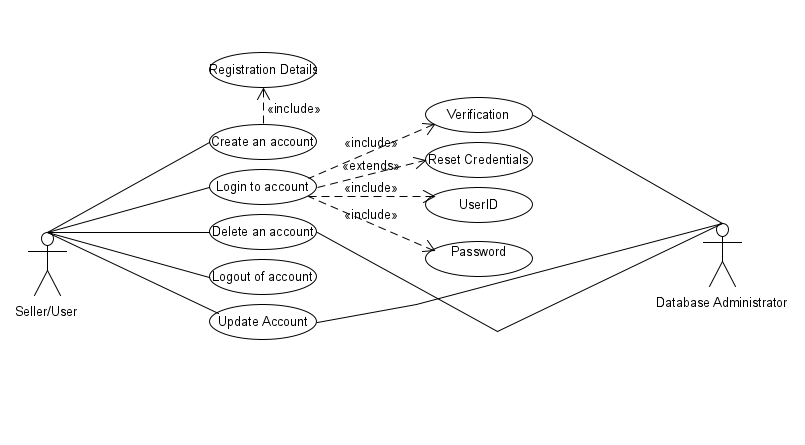 Registration Details
«include»
Create an account
Login to account
Delete an account
Logout of account
Update Account
«include»
«extends»
«include»
«include»
Verification
Reset Credentials
UserID
Password
Seller/User
Database Administrator